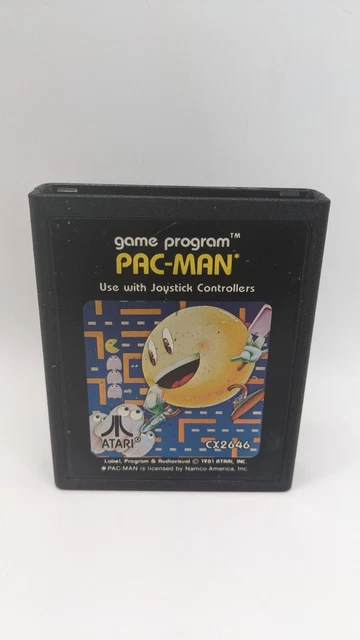 game program™
PAC-MAN*
Use with Joystick Controllers
ATARI®
CX2646
Label, Program & Audiovisual © 1981 ATARI, INC.
*PAC-MAN is licensed by Namco America, Inc.